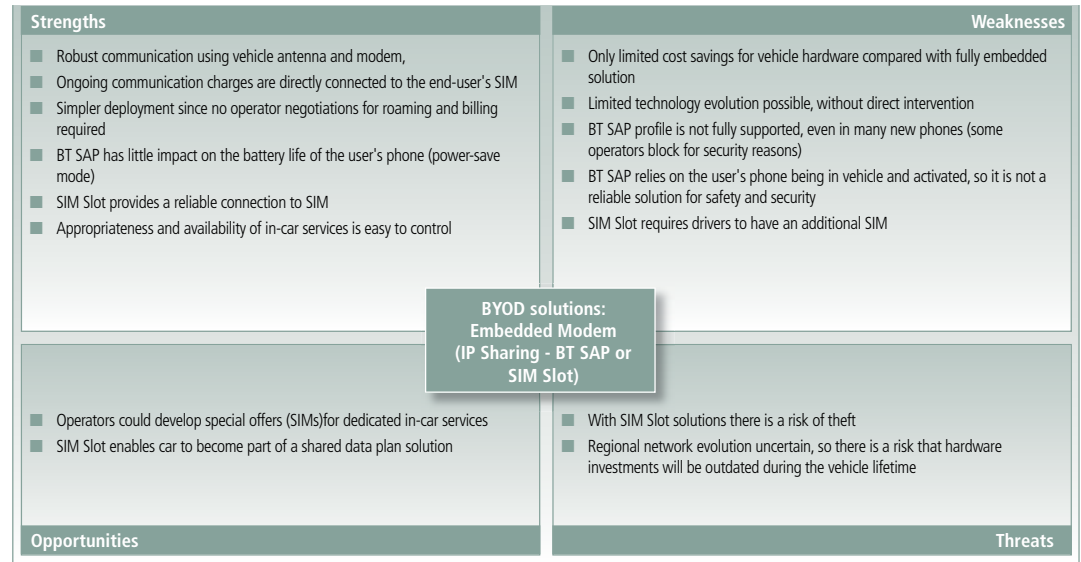 Strengths
Robust communication using vehicle antenna and modem,
Ongoing communication charges are directly connected to the end-user's SIM
Simpler deployment since no operator negotiations for roaming and billing
required
BT SAP has little impact on the battery life of the user's phone (power-save
mode)
SIM Slot provides a reliable connection to SIM
Appropriateness and availability of in-car services is easy to control
Weaknesses
Only limited cost savings for vehicle hardware compared with fully embedded
solution
Limited technology evolution possible, without direct intervention
BT SAP profile is not fully supported, even in many new phones (some
operators block for security reasons)
BT SAP relies on the user's phone being in vehicle and activated, so it is not a
reliable solution for safety and security
SIM Slot requires drivers to have an additional SIM
BYOD solutions:
Embedded Modem
(IP Sharing - BT SAP or
SIM Slot)
Operators could develop special offers (SIMs)for dedicated in-car services
SIM Slot enables car to become part of a shared data plan solution
Opportunities
With SIM Slot solutions there is a risk of theft
Regional network evolution uncertain, so there is a risk that hardware
investments will be outdated during the vehicle lifetime
Threats